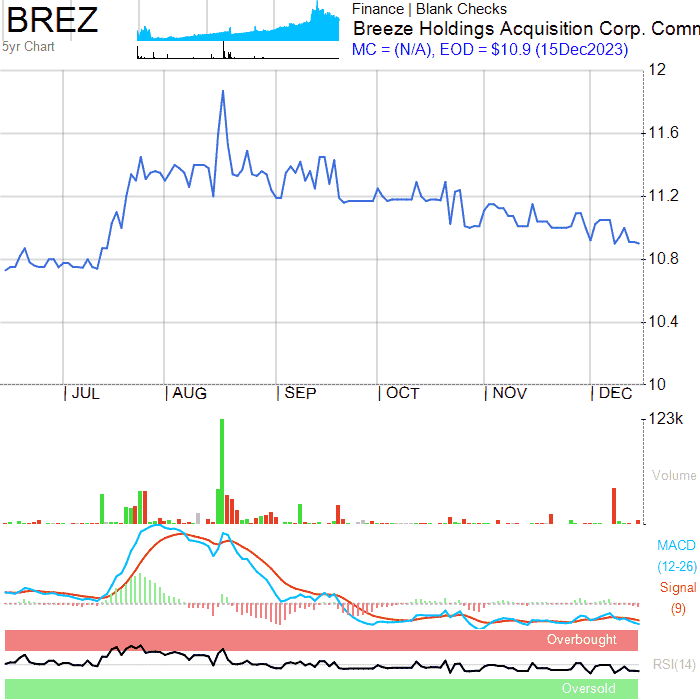 BREZ
5yr Chart
Finance | Blank Checks
Breeze Holdings Acquisition Corp. Comm
MC = (N/A), EOD = $10.9 (15Dec2023)
12
11.6
11.2
10.8
10.4
10
JUL AUG SEP OCT NOV DEC
123k
Volume
MACD
(12-26)
Signal
(9)
Overbought
RSI(14)
Oversold